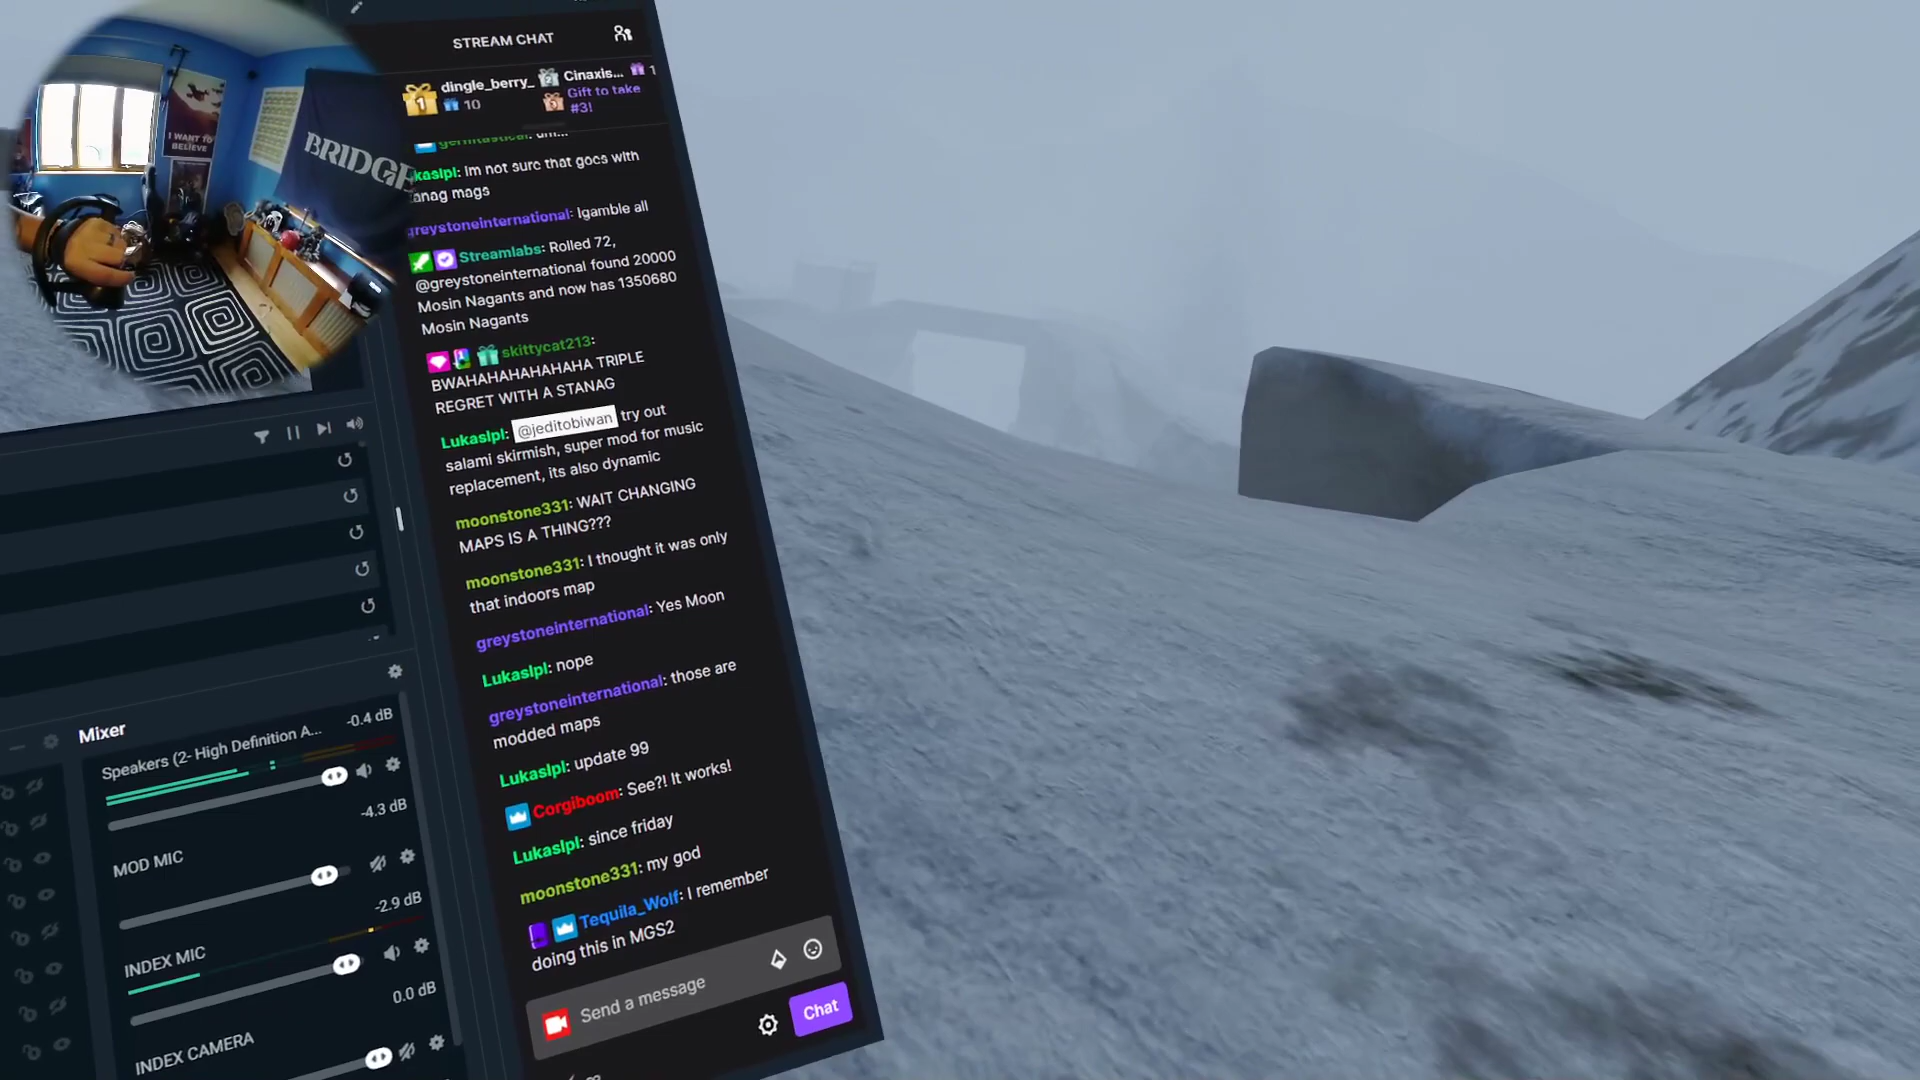 STREAM CHAT
dingle_berry_
10
Cinaxis...
1
Gift to take
#3!
I WANT TO
BELIEVE
BRIDGE
kaslpl: Im not sure that goes with
anag mags
greystoneinternational: !gamble all
Streamlabs: Rolled 72,
@greystoneinternational found 20000
Mosin Nagants and now has 1350680
Mosin Nagants
skittycat213:
BWAHAHAHAHAHAHA TRIPLE
REGRET WITH A STANAG
Lukaslpl: @jeditobiwan try out
salami skirmish, super mod for music
replacement, its also dynamic
moonstone331: WAIT CHANGING
MAPS IS A THING???
moonstone331: I thought it was only
that indoors map
greystoneinternational: Yes Moon
Lukaslpl: nope
greystoneinternational: those are
modded maps
Lukaslpl: update 99
Corgiboom: See?! It works!
Lukaslpl: since friday
moonstone331: my god
Tequila_Wolf: I remember
doing this in MGS2
Send a message
Chat
Mixer
Speakers (2- High Definition A...
-0.4 dB
MOD MIC
-4.3 dB
INDEX MIC
-2.9 dB
INDEX CAMERA
0.0 dB